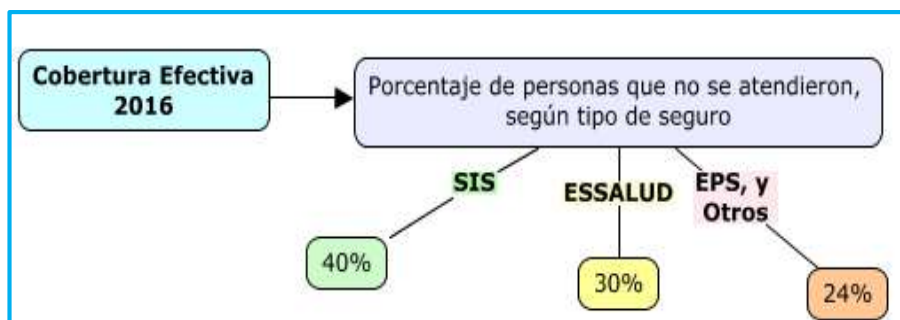 Cobertura Efectiva
2016
Porcentaje de personas que no se atendieron,
según tipo de seguro
SIS
ESSALUD
EPS, y
Otros
40%
30%
24%